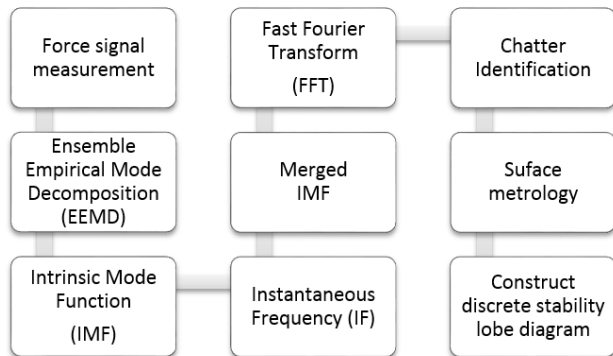 Force signal
measurement
Ensemble
Empirical Mode
Decomposition
(EEMD)
Intrinsic Mode
Function
(IMF)
Instantaneous
Frequency (IF)
Merged
IMF
Fast Fourier
Transform
(FFT)
Chatter
Identification
Suface
metrology
Construct
discrete stability
lobe diagram